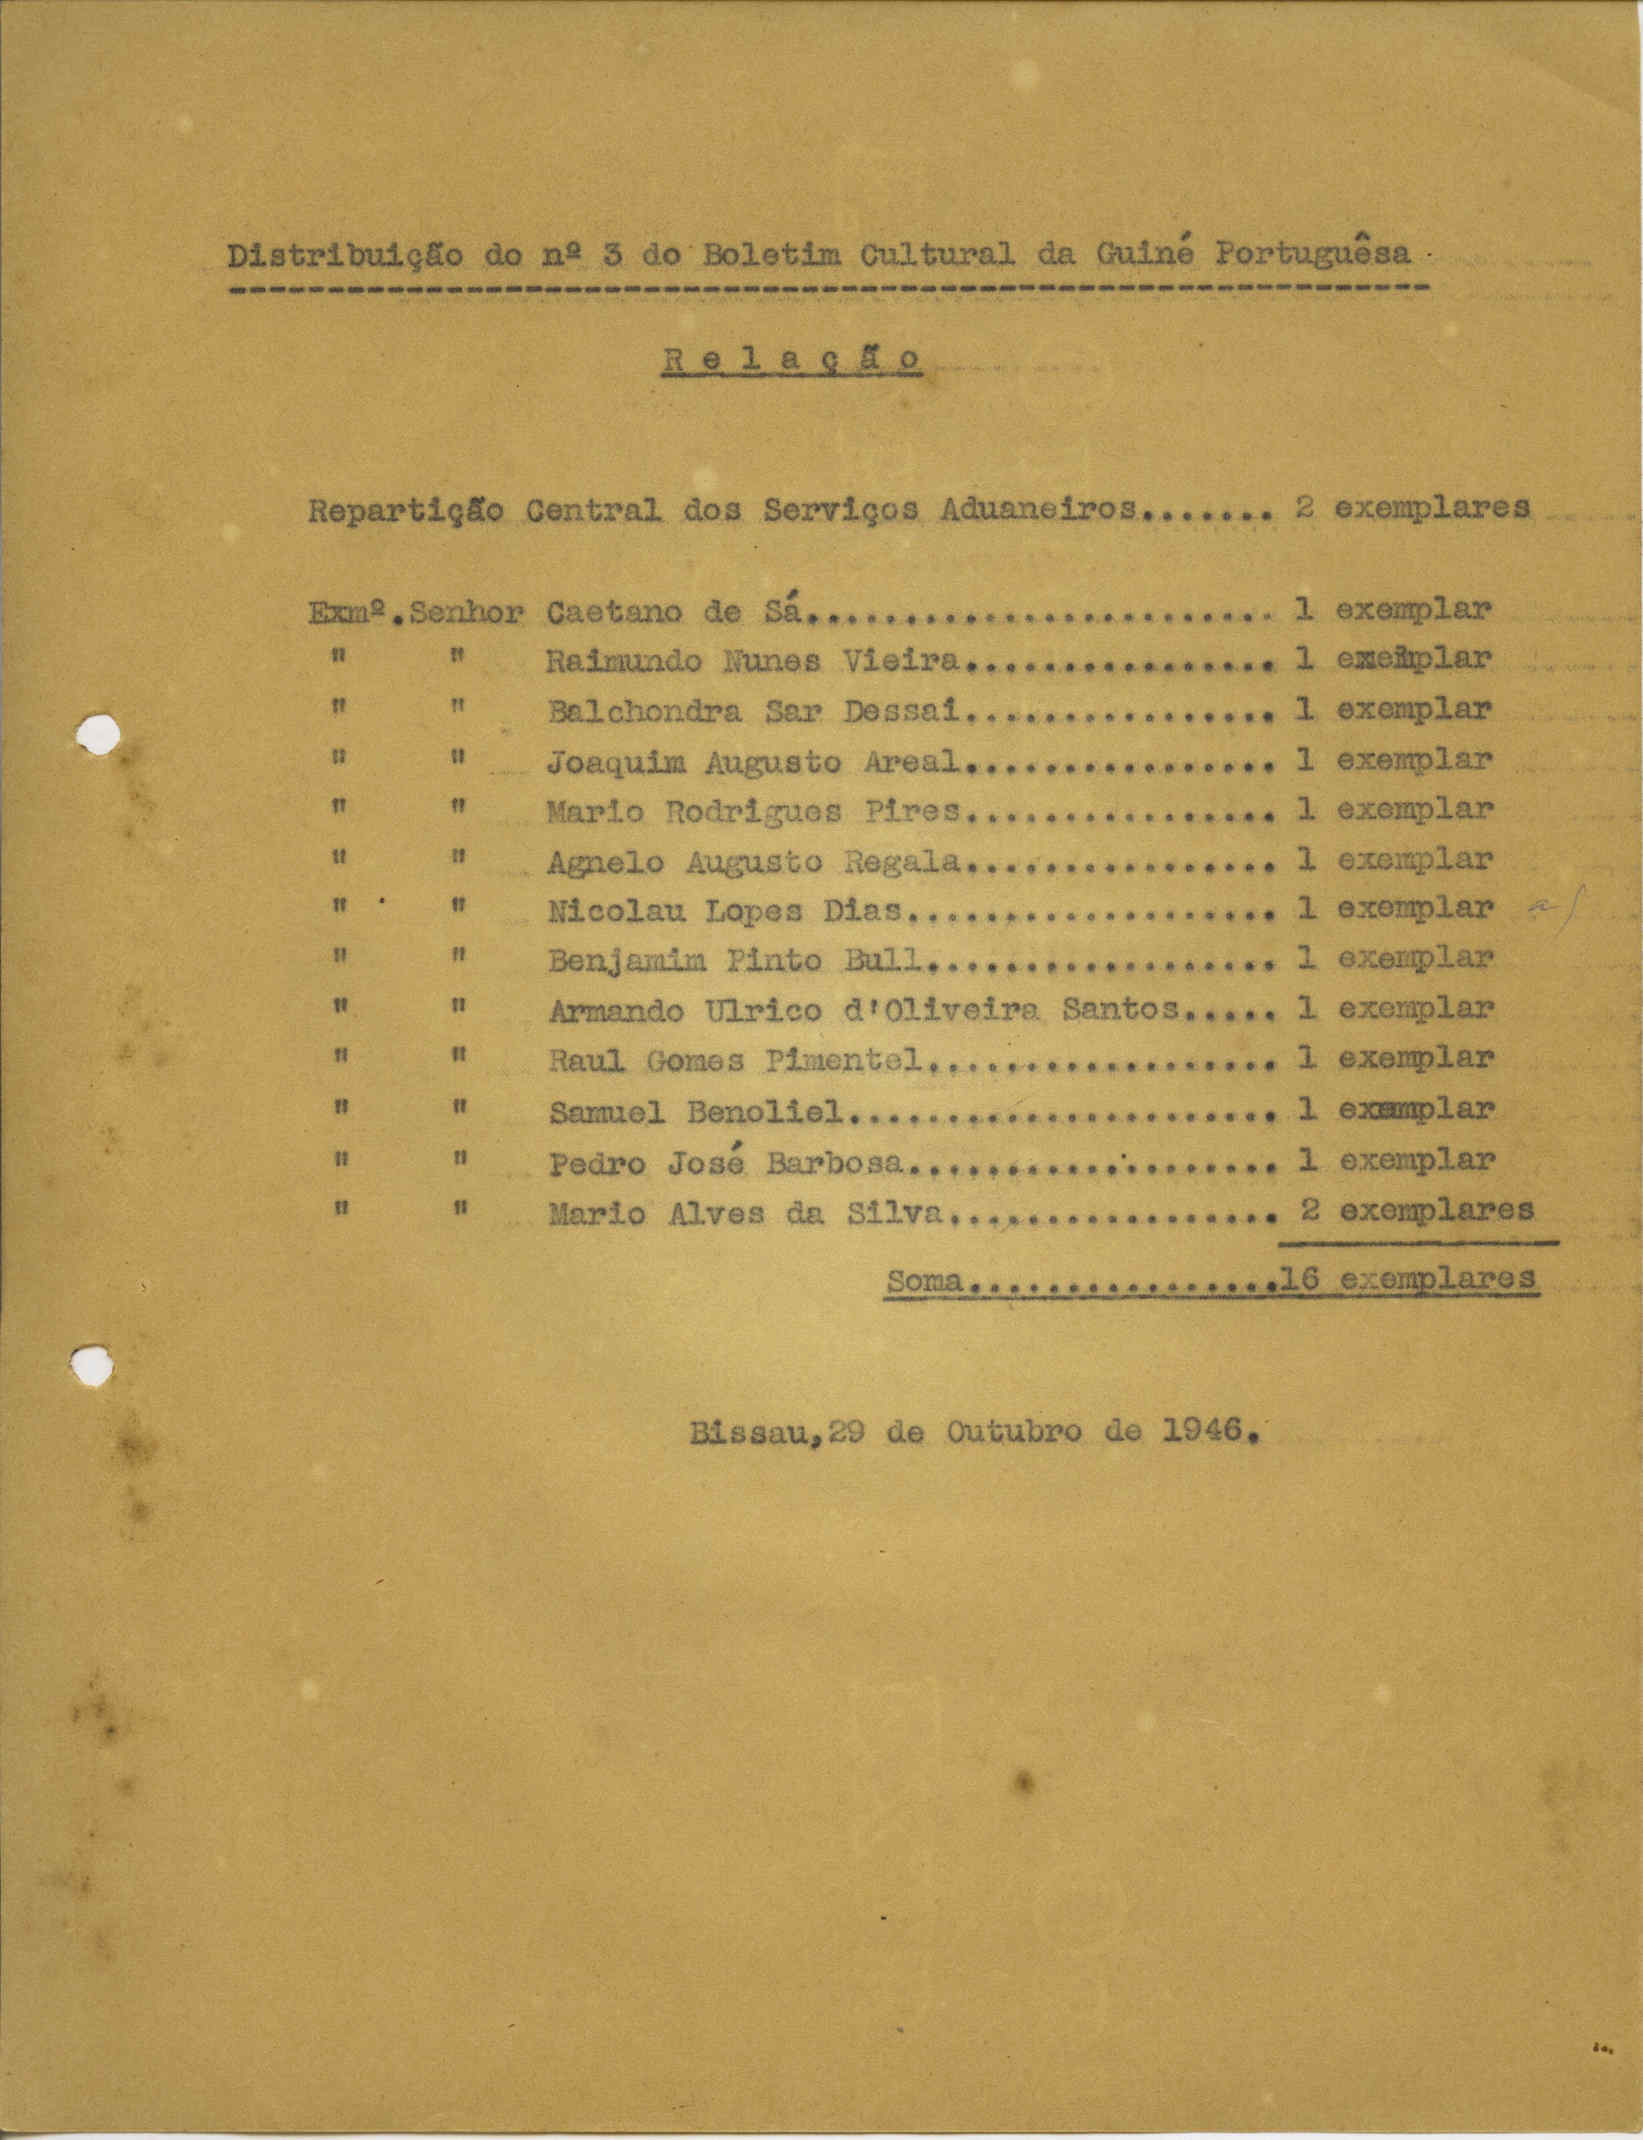 Distribuição do nº 3 do Boletim Cultural da Guiné Portuguêsa
Relação
Repartição Central dos Serviços Aduaneiros....... 2 exemplares
Exmº.Senhor Caetano de Sá........................ 1 exemplar
" " Raimundo Nunes Vieira................ 1 exemplar
" " Balchondra Sar Dessai................ 1 exemplar
" " Joaquim Augusto Areal................ 1 exemplar
" " Mario Rodrigues Pires................ 1 exemplar
" " Agnelo Augusto Regala................ 1 exemplar
" " Nicolau Lopes Dias................... 1 exemplar
" " Benjamim Pinto Bull.................. 1 exemplar
" " Armando Ulrico d'Oliveira Santos..... 1 exemplar
" " Raul Gomes Pimentel.................. 1 exemplar
" " Samuel Benoliel...................... 1 exemplar
" " Pedro José Barbosa................... 1 exemplar
" " Mario Alves da Silva................. 2 exemplares
Soma................16 exemplares
Bissau,29 de Outubro de 1946.